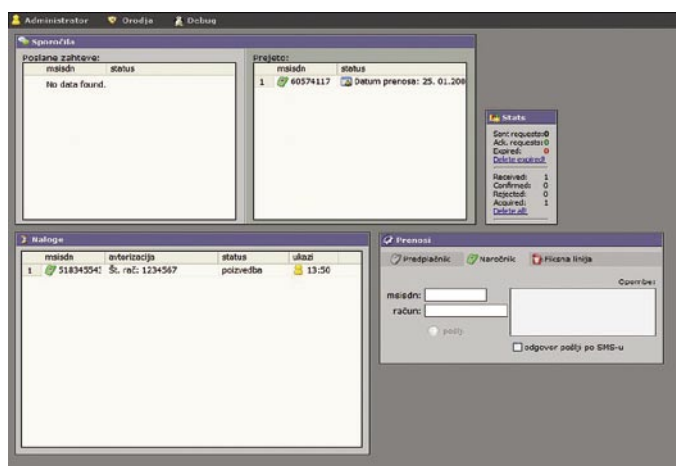 Administrator Orodja Debug
Sporočila
Poslane zahteve:
msisdn status
No data found.
Prejeto:
msisdn status
1 60574117 Datum prenosa: 25. 01.200
Stats
Sent requests:0
Ack. requests:0
Expired: 0
Delete expired!
Received: 1
Confirmed: 0
Rejected: 0
Acquired: 1
Delete all!
Naloge
msisdn avtorizacija status ukazi
1 Št. rač: 1234567 poizvedba 13:50
Prenosi
Predplačnik Naročnik Fiksna linija
Opombe:
msisdn:
račun:
pošlji
odgovor pošlji po SMS-u